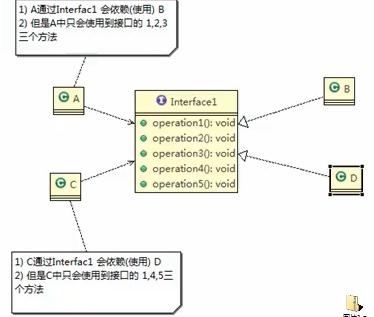 1) A通过Interfac1 会依赖(使用) B
2) 但是A中只会使用到接口的 1,2,3
三个方法
C A
I Interface1
C B
operation1(): void
operation2(): void
operation3(): void
operation4(): void
operation5(): void
C C
C D
1) C通过Interfac1 会依赖(使用) D
2) 但是C中只会使用到接口的 1,4,5三
个方法